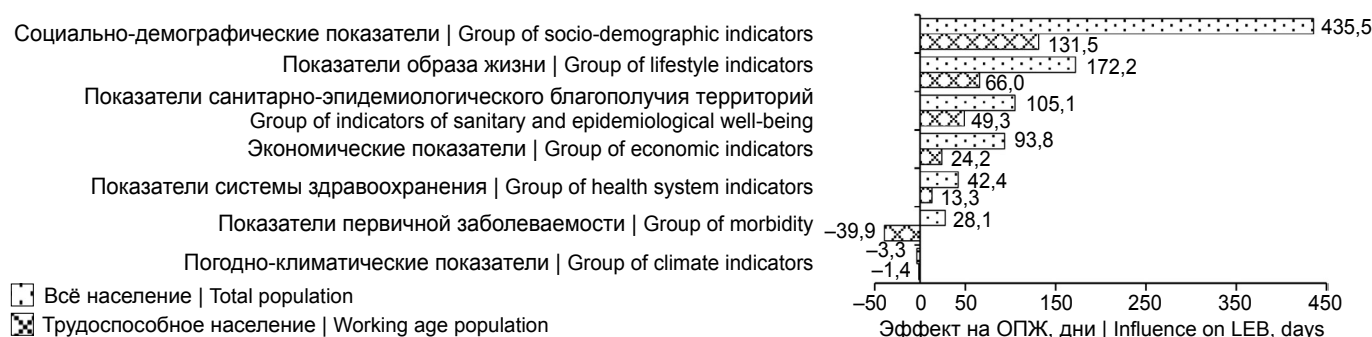 Социально-демографические показатели | Group of socio-demographic indicators
435,5
131,5
Показатели образа жизни | Group of lifestyle indicators
172,2
66,0
Показатели санитарно-эпидемиологического благополучия территорий
Group of indicators of sanitary and epidemiological well-being
105,1
49,3
Экономические показатели | Group of economic indicators
93,8
24,2
Показатели системы здравоохранения | Group of health system indicators
42,4
13,3
Показатели первичной заболеваемости | Group of morbidity
28,1
–39,9
Погодно-климатические показатели | Group of climate indicators
–3,3
–1,4
Всё население | Total population
Трудоспособное население | Working age population
–50 0 50 150 250 350 450
Эффект на ОПЖ, дни | Influence on LEB, days